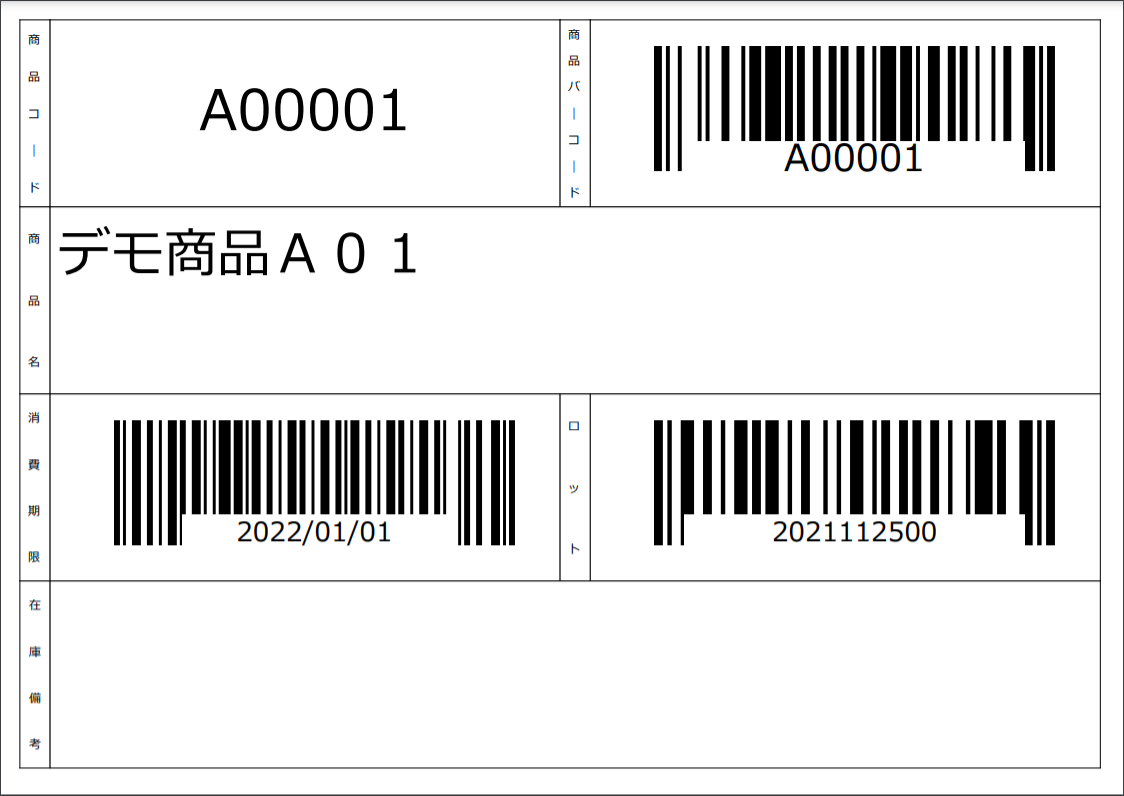 商品コード
A00001
商品バーコード
A00001
商品名
デモ商品A０１
消費期限
2022/01/01
ロット
2021112500
在庫備考